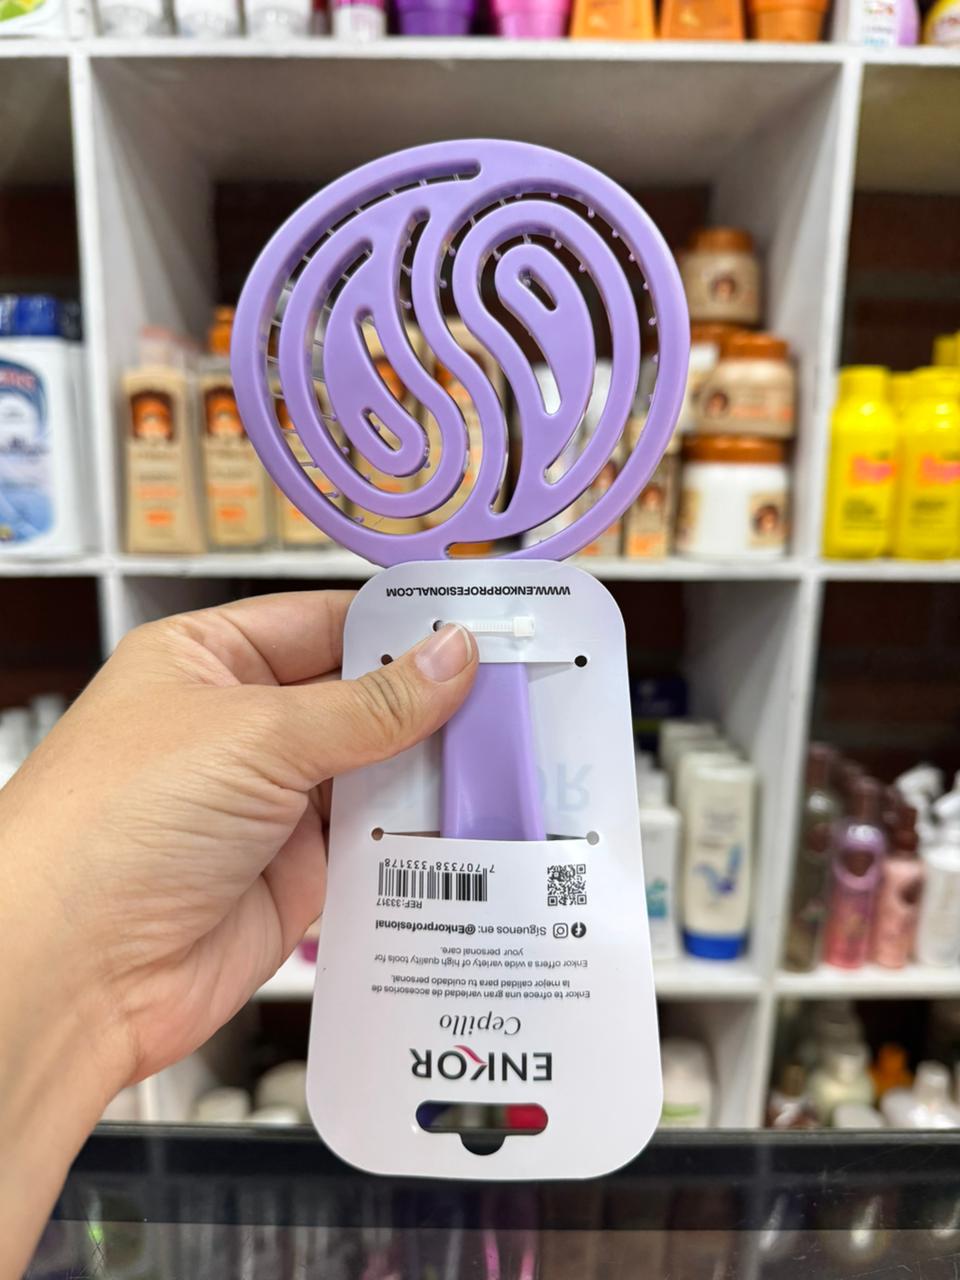 ENKOR
Cepillo
Enkor te ofrece una gran variedad de accesorios de
la mejor calidad para tu cuidado personal.
Enkor offers a wide variety of high quality tools for
your personal care.
Síguenos en: @Enkorprofesional
REF: 33317
7 707338 333178
WWW.ENKORPROFESIONAL.COM